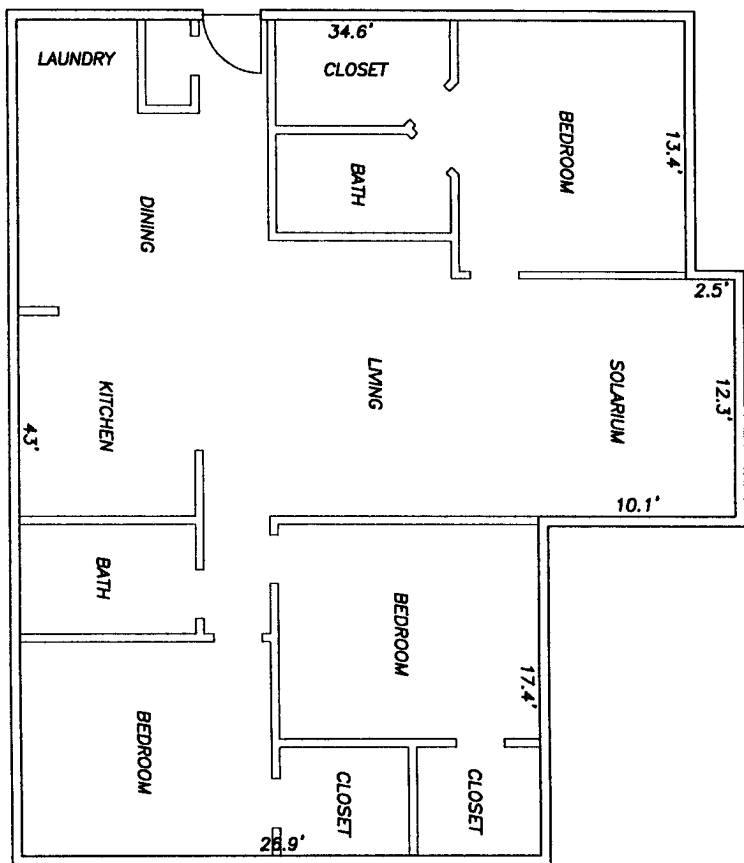 34.6'
LAUNDRY
CLOSET
BEDROOM
13.4'
BATH
DINING
2.5'
LIVING
SOLARIUM
12.3'
KITCHEN
43'
10.1'
BATH
BEDROOM
17.4'
BEDROOM
CLOSET
CLOSET
26.9'